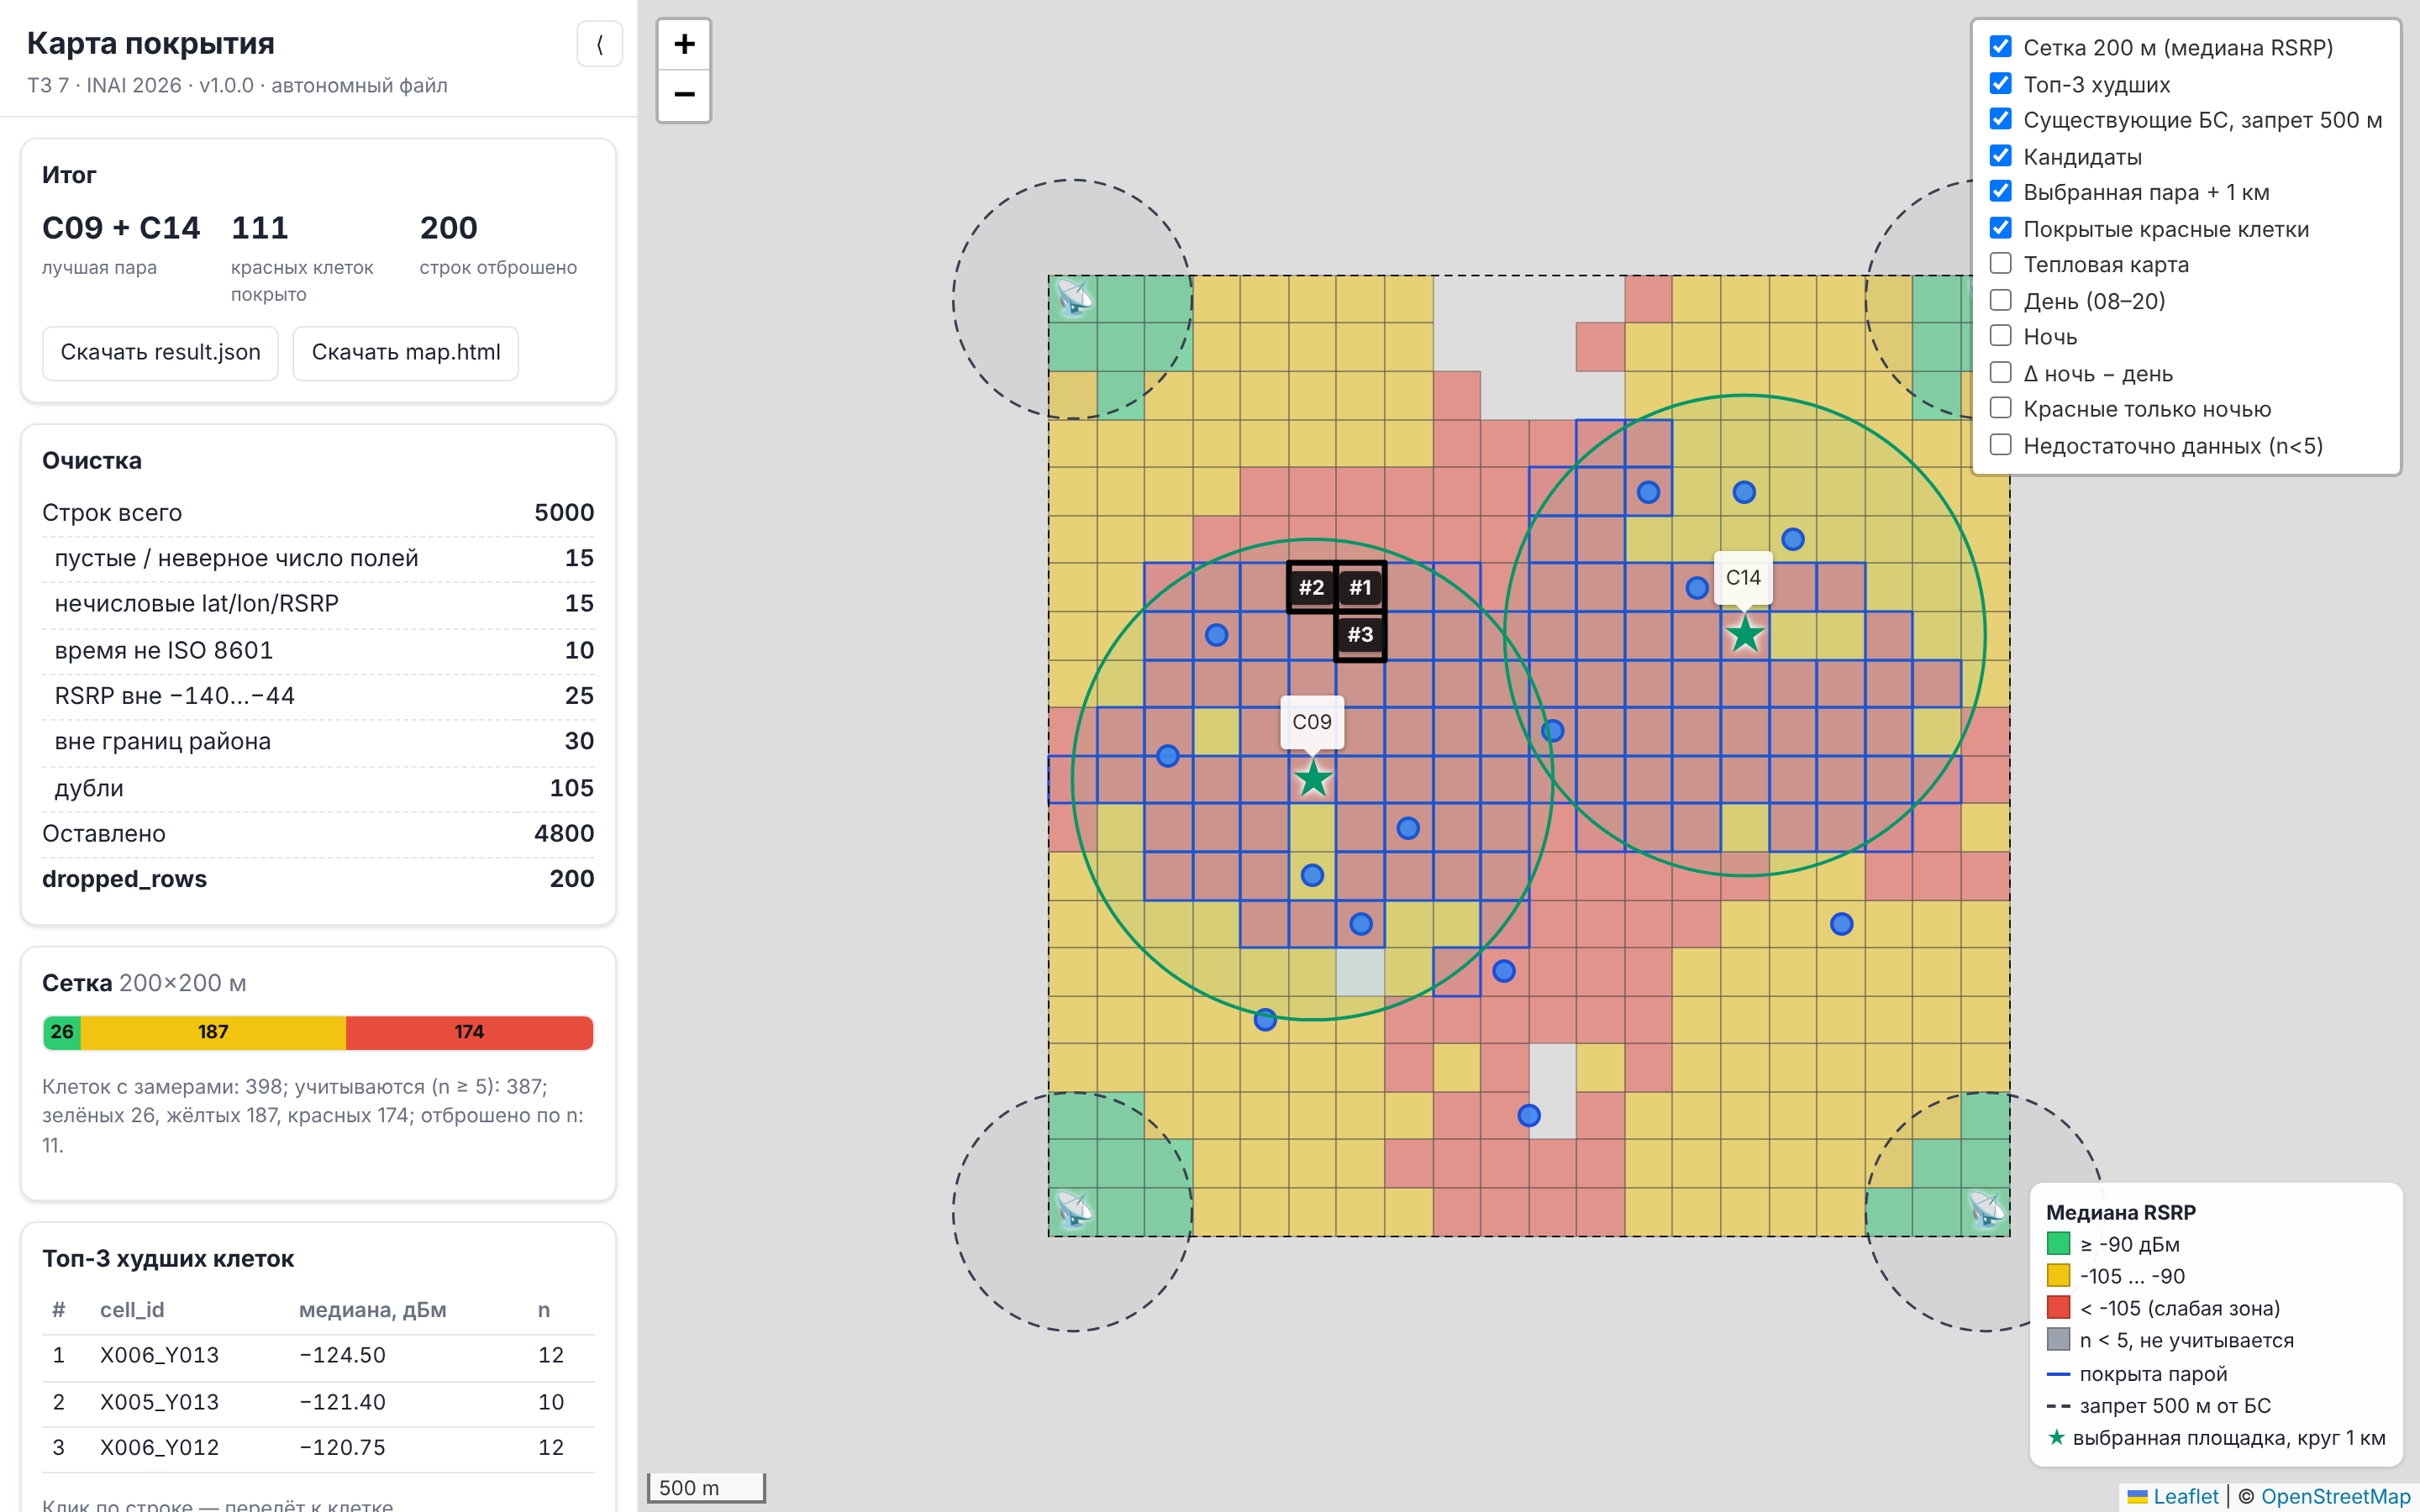 Карта покрытия
⟨
ТЗ 7 · INAI 2026 · v1.0.0 · автономный файл
Итог
C09 + C14
лучшая пара
111
красных клеток
покрыто
200
строк отброшено
Скачать result.json
Скачать map.html
Очистка
Строк всего 5000
пустые / неверное число полей 15
нечисловые lat/lon/RSRP 15
время не ISO 8601 10
RSRP вне −140…−44 25
вне границ района 30
дубли 105
Оставлено 4800
dropped_rows 200
Сетка 200×200 м
26 187 174
Клеток с замерами: 398; учитываются (n ≥ 5): 387;
зелёных 26, жёлтых 187, красных 174; отброшено по n:
11.
Топ-3 худших клеток
# cell_id медиана, дБм n
1 X006_Y013 −124.50 12
2 X005_Y013 −121.40 10
3 X006_Y012 −120.75 12
Клик по строке — перелёт к клетке
+
−
#2 #1
#3
C14
C09
500 m
Сетка 200 м (медиана RSRP)
Топ-3 худших
Существующие БС, запрет 500 м
Кандидаты
Выбранная пара + 1 км
Покрытые красные клетки
Тепловая карта
День (08–20)
Ночь
Δ ночь − день
Красные только ночью
Недостаточно данных (n<5)
Медиана RSRP
≥ -90 дБм
-105 … -90
< -105 (слабая зона)
n < 5, не учитывается
покрыта парой
запрет 500 м от БС
★ выбранная площадка, круг 1 км
Leaflet | © OpenStreetMap